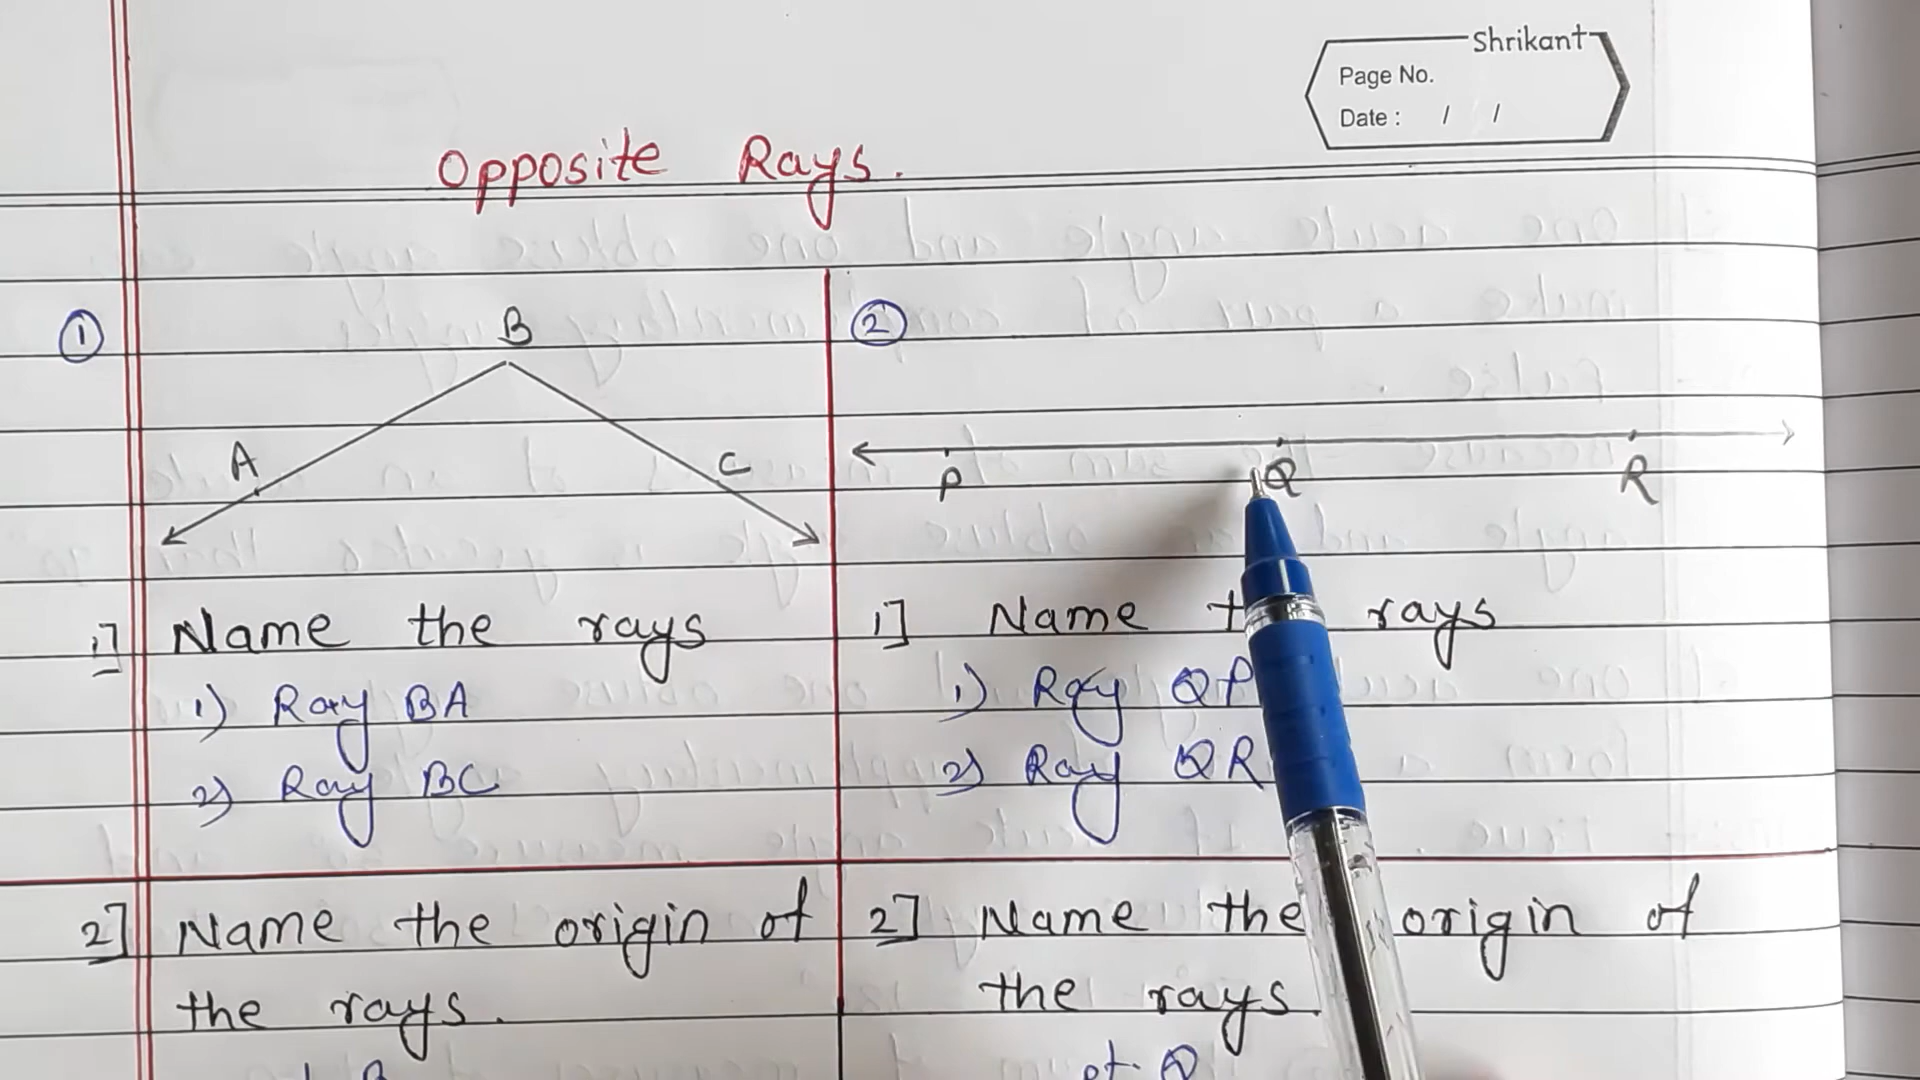 Shrikant
Page No.
Date : / /
Opposite Rays.
① B
A C
② P Q R
1] Name the rays
1) Ray BA
2) Ray BC
1] Name rays
1) Ray QP
2) Ray QR
2] Name the origin of
the rays.
B
2] Name the origin of
the rays.
pt. Q